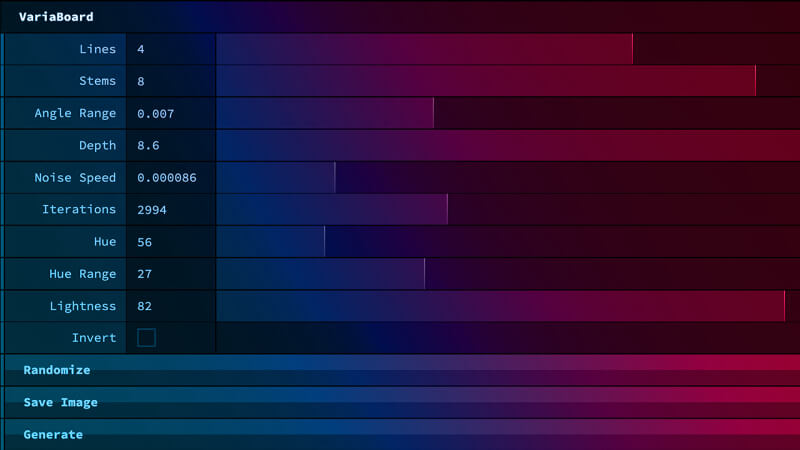 VariaBoard
Lines 4
Stems 8
Angle Range 0.007
Depth 8.6
Noise Speed 0.000086
Iterations 2994
Hue 56
Hue Range 27
Lightness 82
Invert
Randomize
Save Image
Generate